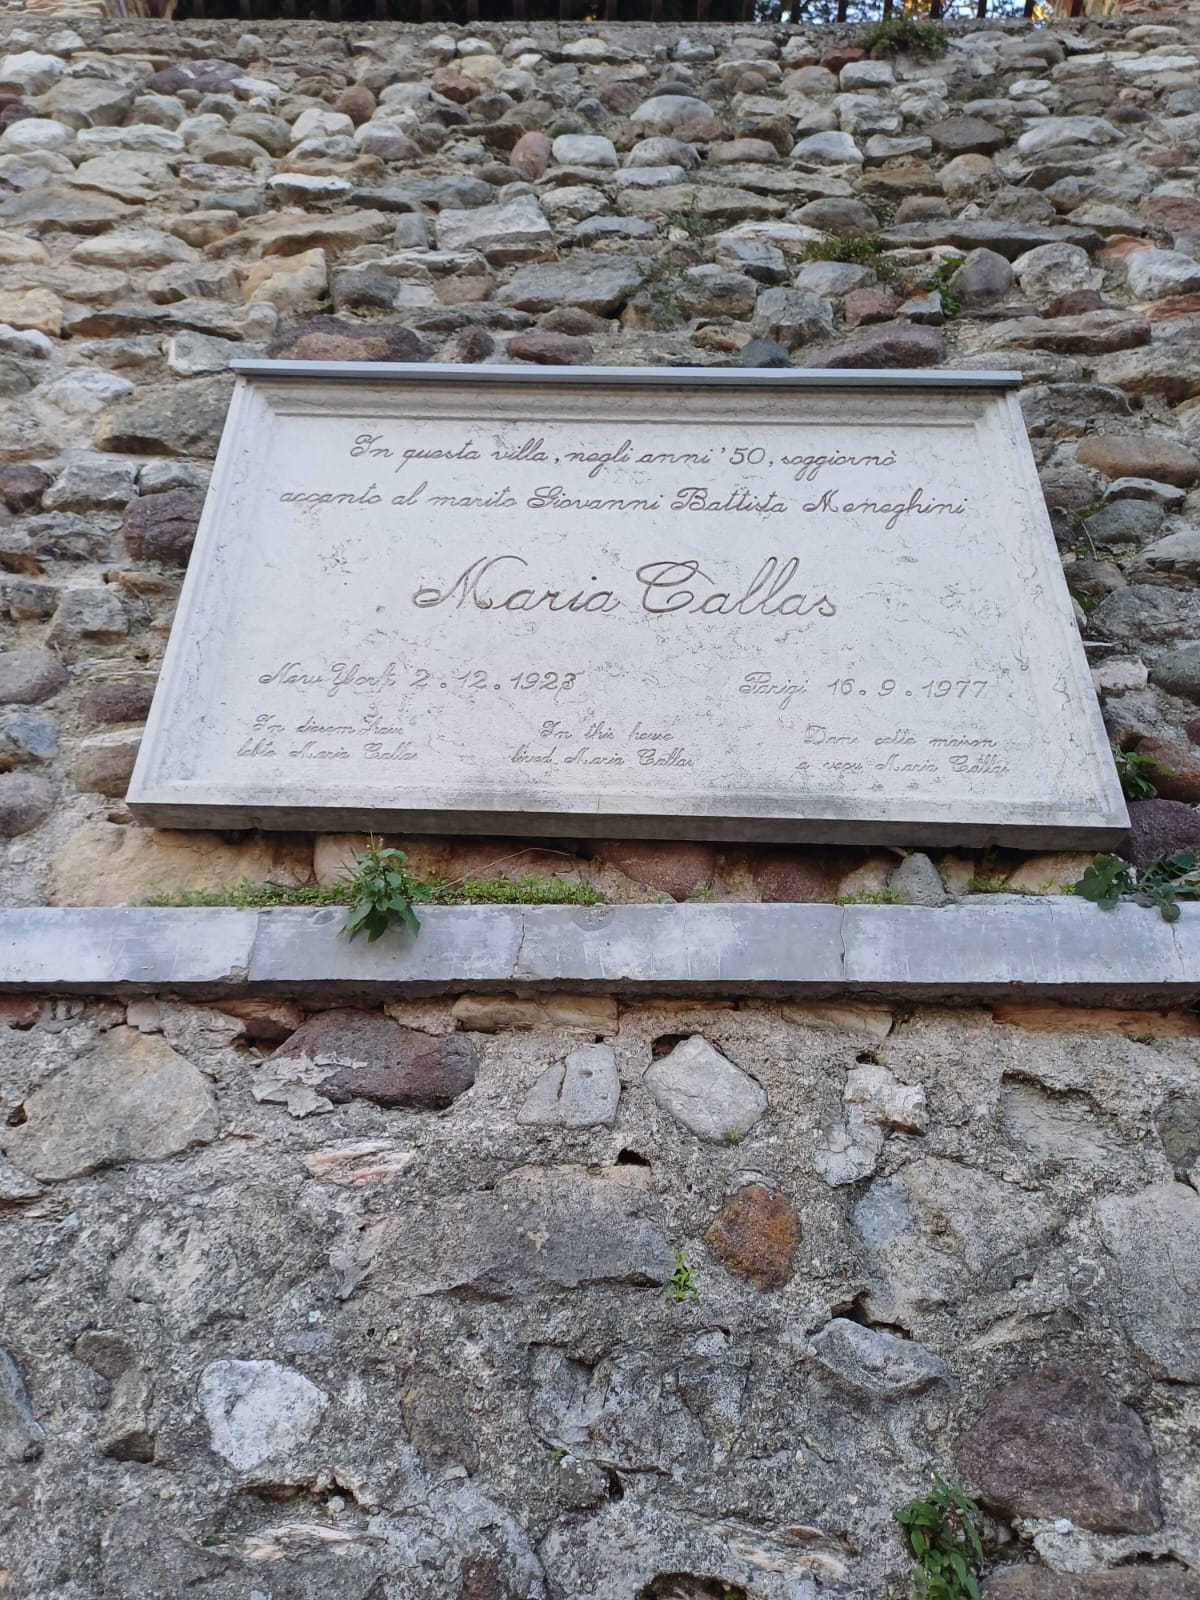 In questa villa, negli anni '50, soggiornò
accanto al marito Giovanni Battista Meneghini
Maria Callas
New York 2.12.1923
Parigi 16.9.1977
In diesem Haus
lebte Maria Callas
In this house
lived Maria Callas
Dans cette maison
a vecu Maria Callas